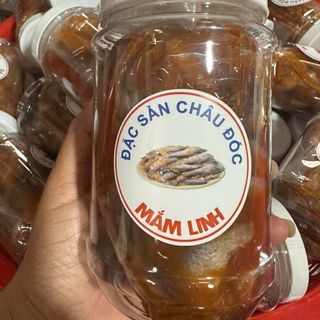 ĐẶC SẢN CHÂU ĐỐC
MẮM LINH